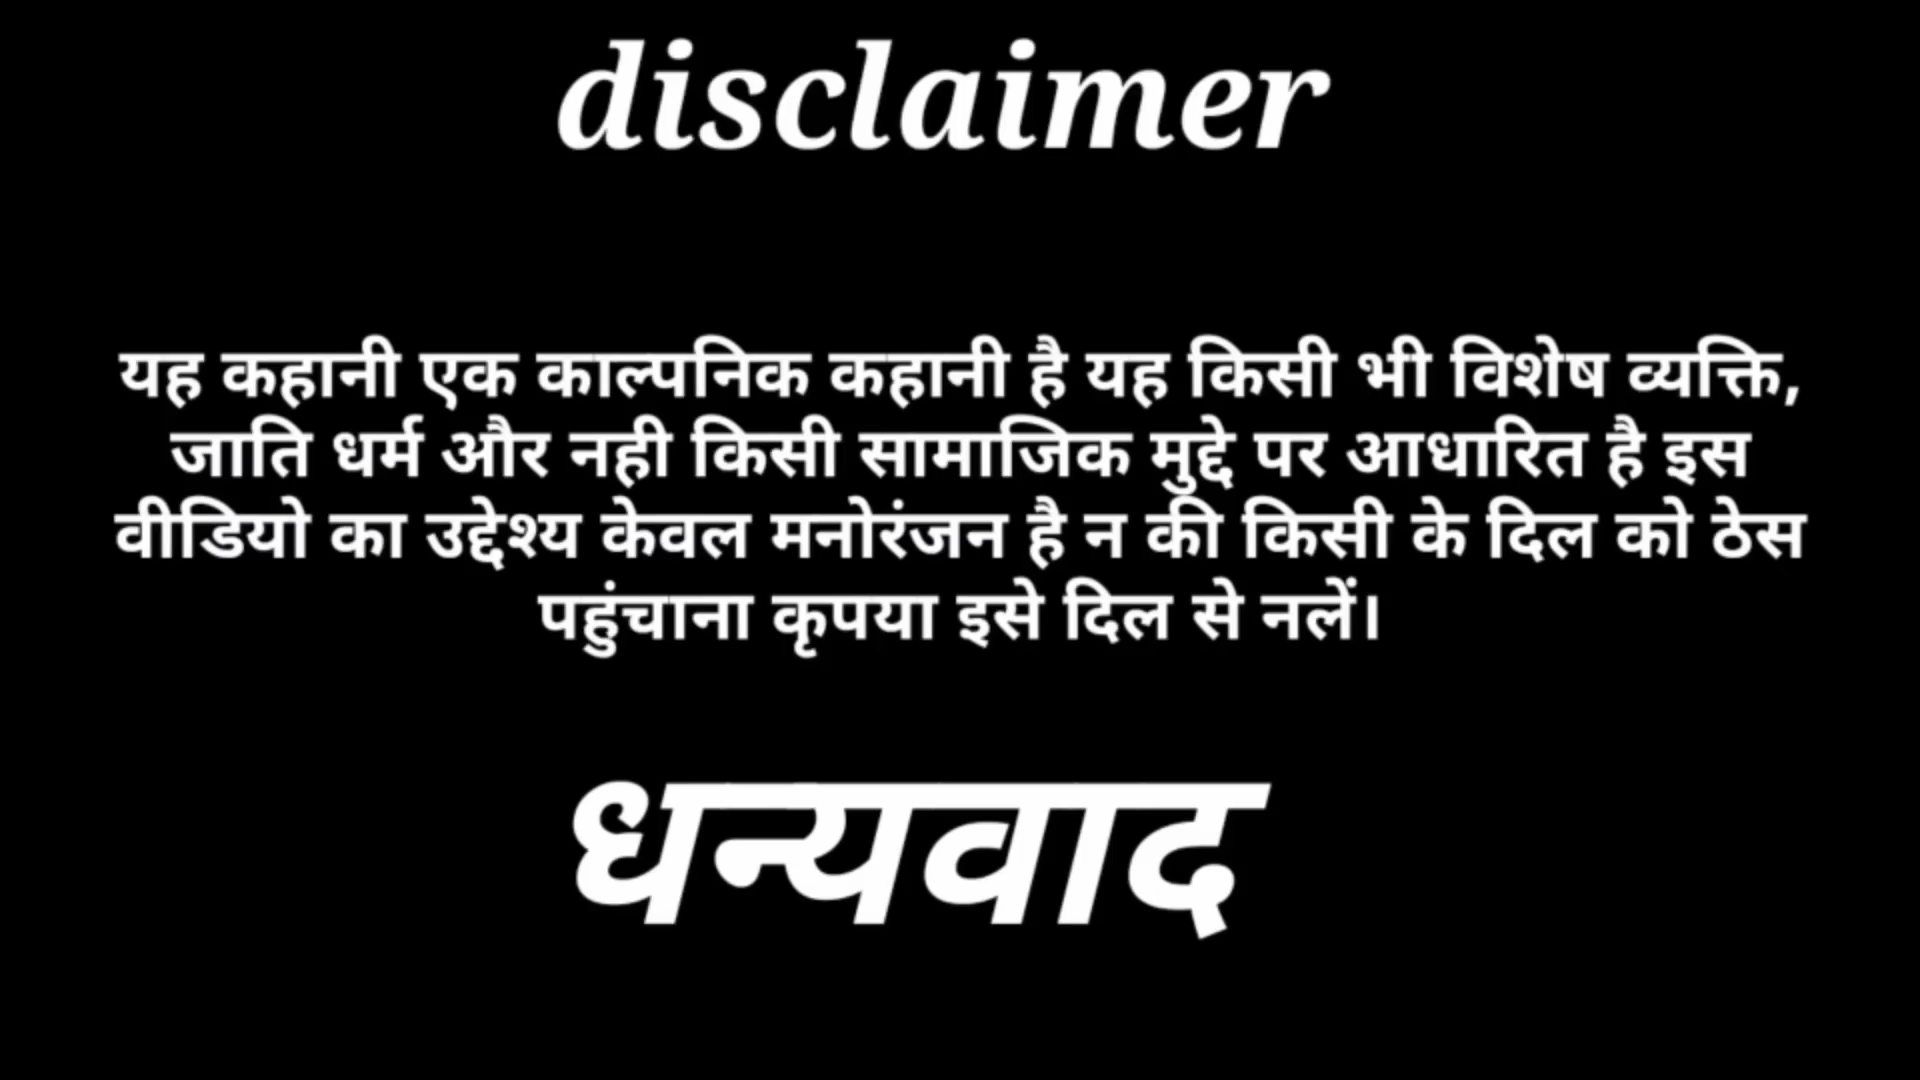 disclaimer
यह कहानी एक काल्पनिक कहानी है यह किसी भी विशेष व्यक्ति,
जाति धर्म और नही किसी सामाजिक मुद्दे पर आधारित है इस
वीडियो का उद्देश्य केवल मनोरंजन है न की किसी के दिल को ठेस
पहुंचाना कृपया इसे दिल से नलें।
धन्यवाद